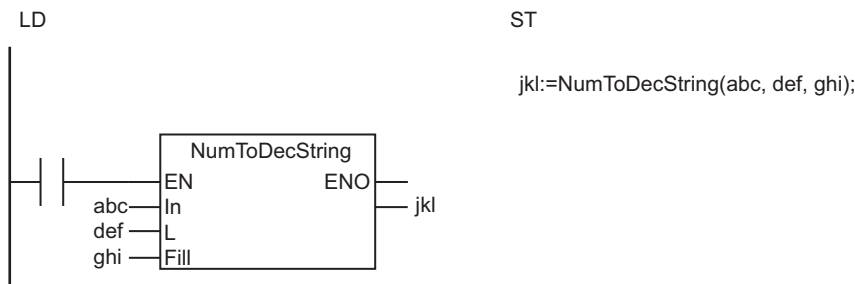 LD
ST
jkl:=NumToDecString(abc, def, ghi);
NumToDecString
EN ENO
abc In jkl
def L
ghi Fill